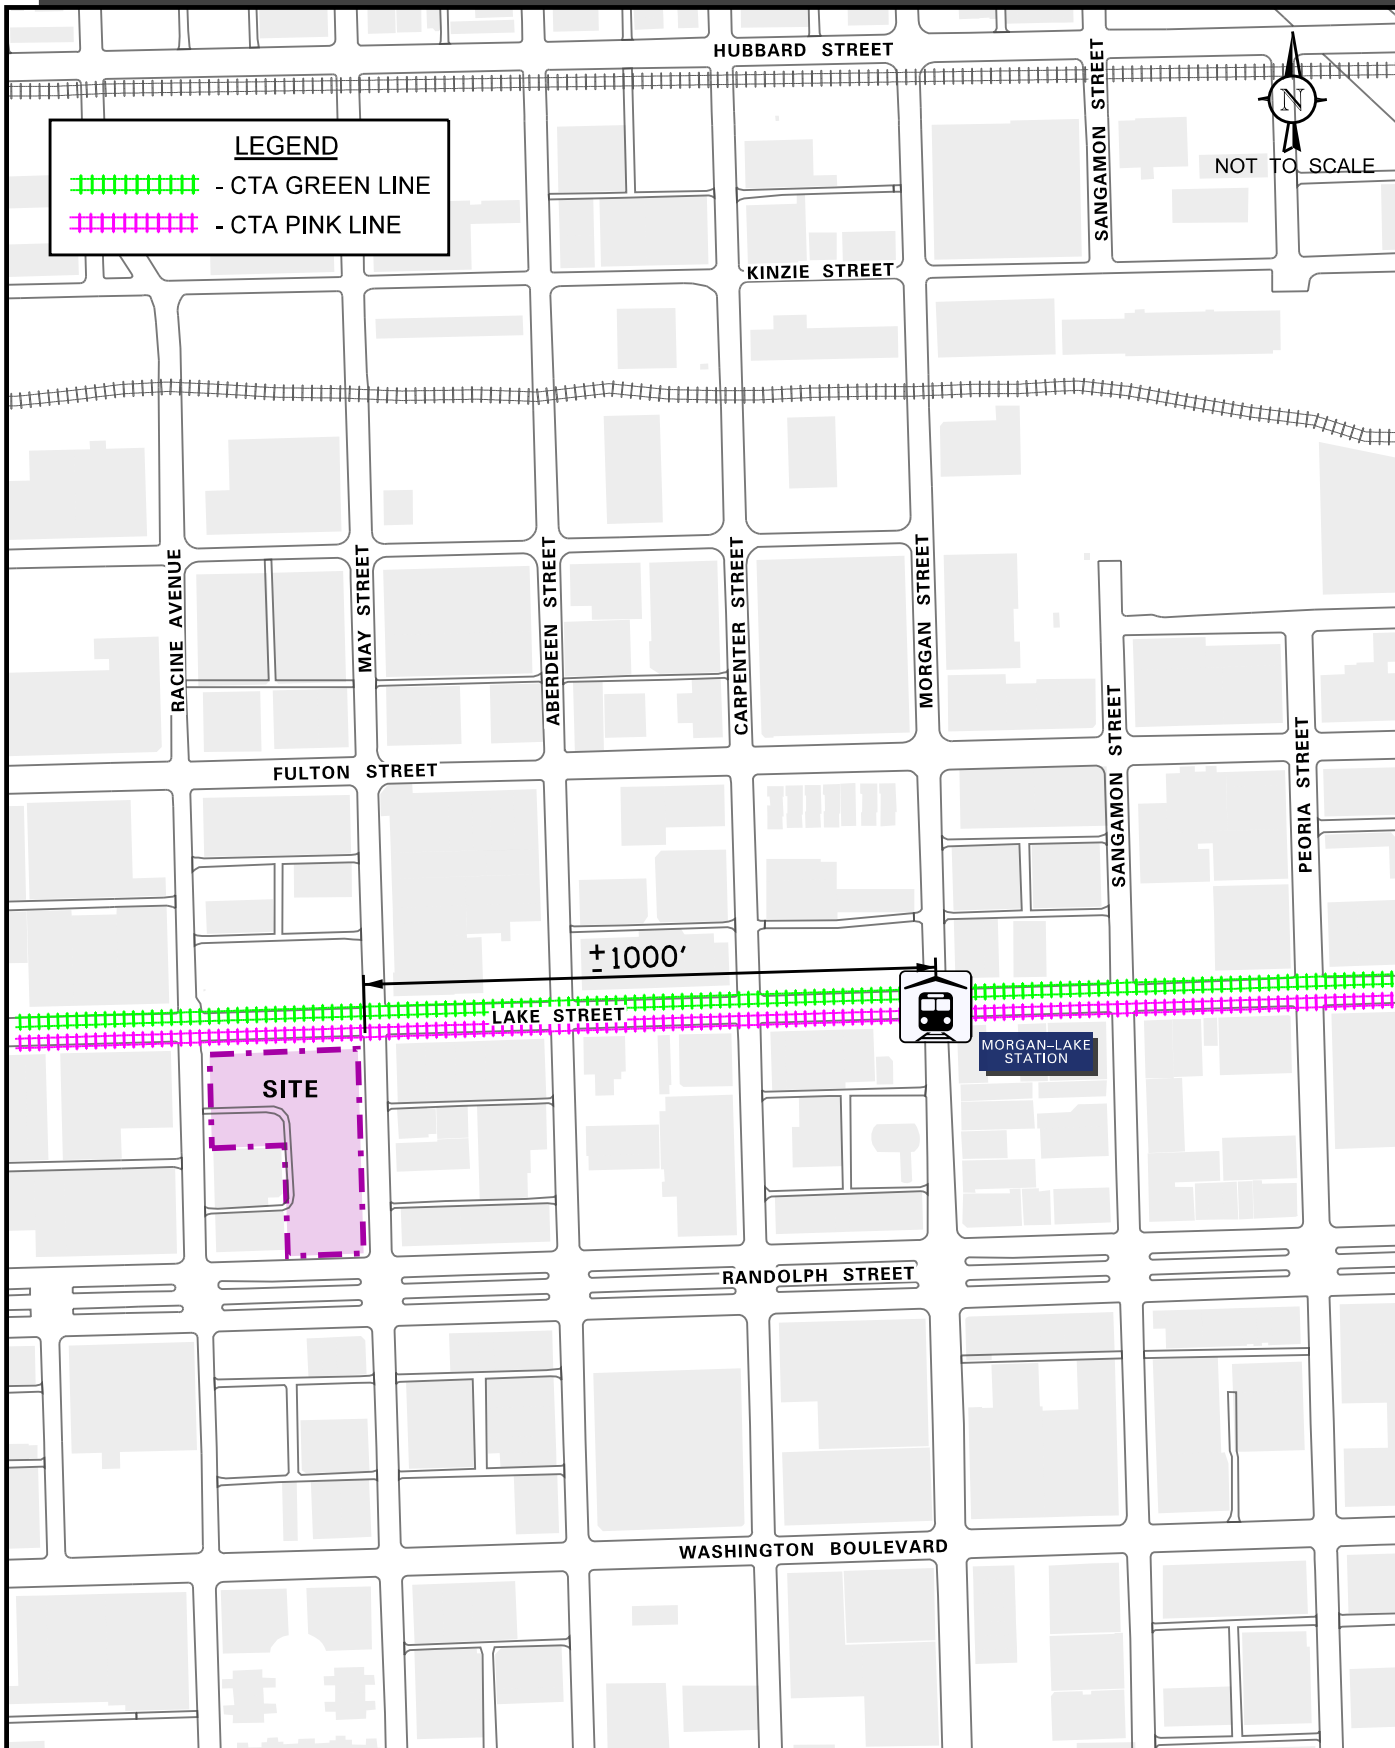 HUBBARD STREET
SANGAMON STREET
N
NOT TO SCALE
LEGEND
- CTA GREEN LINE
- CTA PINK LINE
KINZIE STREET
RACINE AVENUE
MAY STREET
ABERDEEN STREET
CARPENTER STREET
MORGAN STREET
SANGAMON STREET
PEORIA STREET
FULTON STREET
±1000'
LAKE STREET
MORGAN-LAKE
STATION
SITE
RANDOLPH STREET
WASHINGTON BOULEVARD